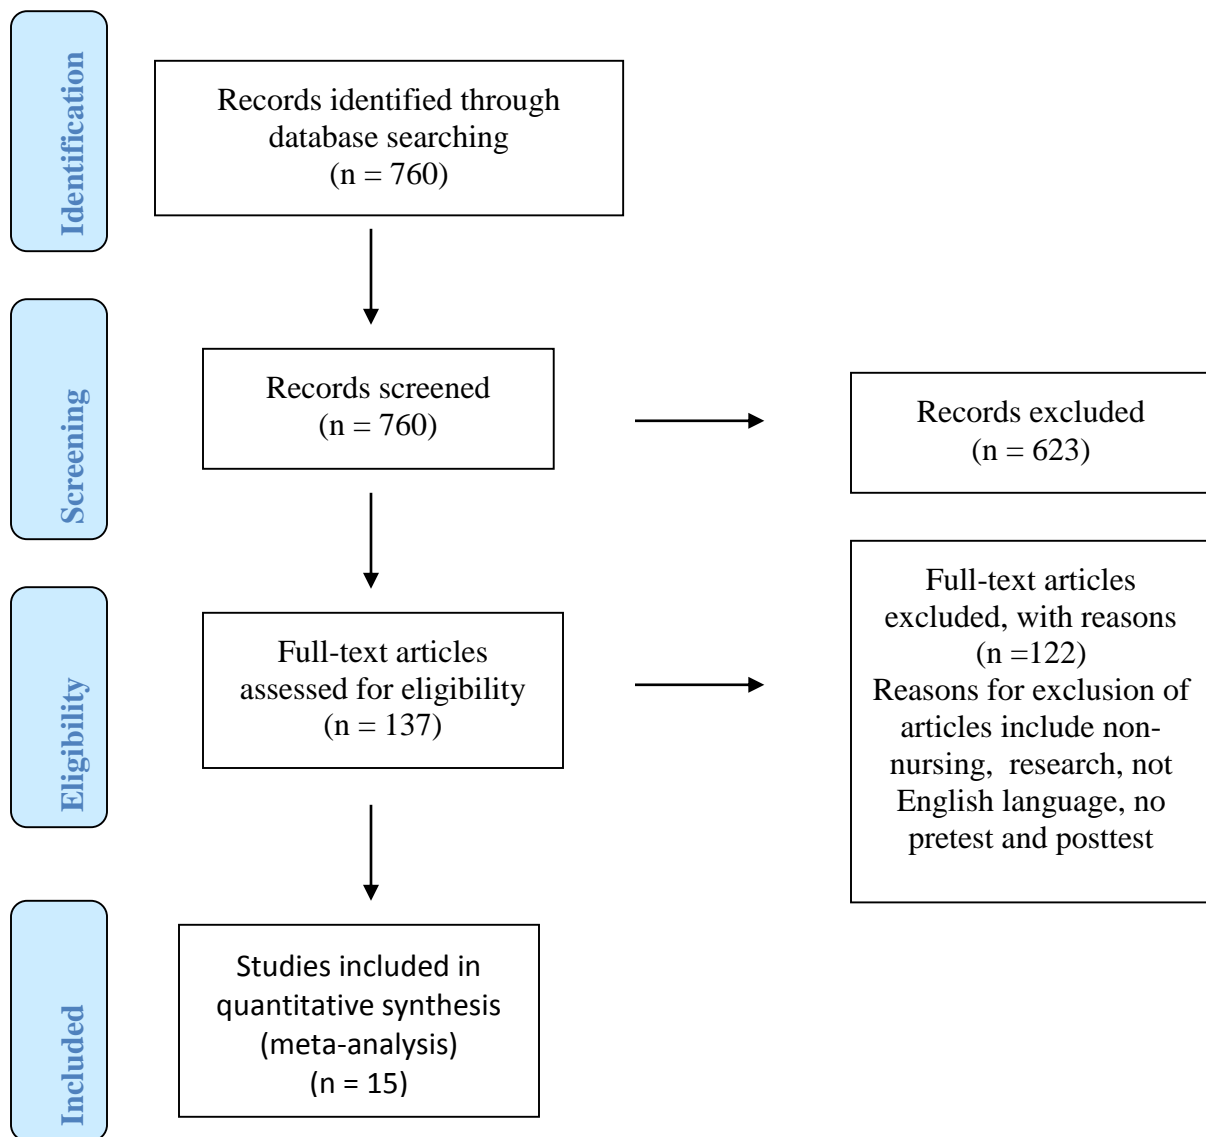 Identification
Records identified through
database searching
(n = 760)
Screening
Records screened
(n = 760)
Records excluded
(n = 623)
Eligibility
Full-text articles
assessed for eligibility
(n = 137)
Full-text articles
excluded, with reasons
(n =122)
Reasons for exclusion of
articles include non-
nursing,  research, not
English language, no
pretest and posttest
Included
Studies included in
quantitative synthesis
(meta-analysis)
(n = 15)